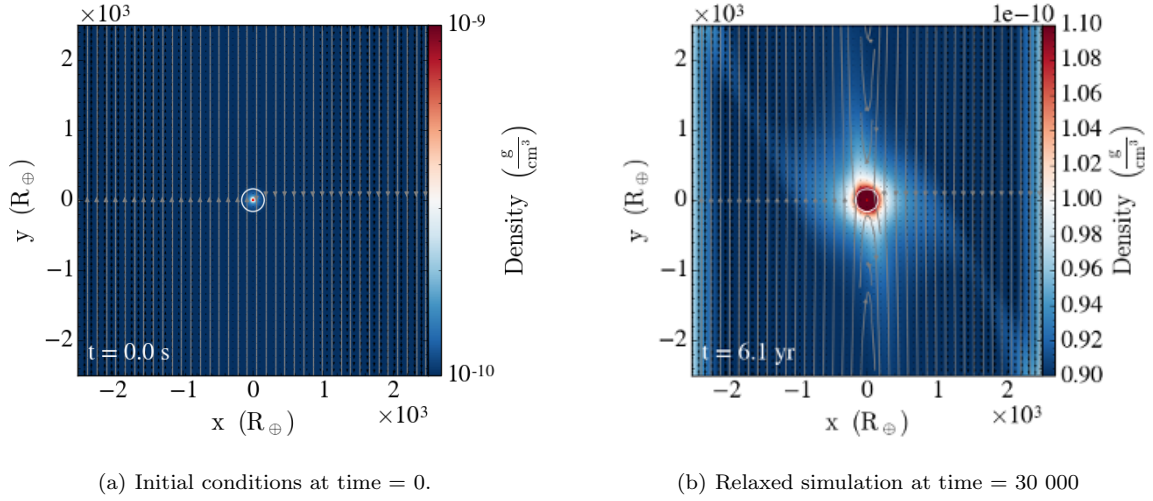 ×10³
2
1
0
−1
−2
y (R⊕)
t = 0.0 s
−2 −1 0 1 2
×10³
x (R⊕)
10⁻⁹
10⁻¹⁰
Density (g/cm³)
(a) Initial conditions at time = 0.
×10³
2
1
0
−1
−2
y (R⊕)
t = 6.1 yr
−2 −1 0 1 2
×10³
x (R⊕)
1e−10
1.10
1.08
1.06
1.04
1.02
1.00
0.98
0.96
0.94
0.92
0.90
Density (g/cm³)
(b) Relaxed simulation at time = 30 000